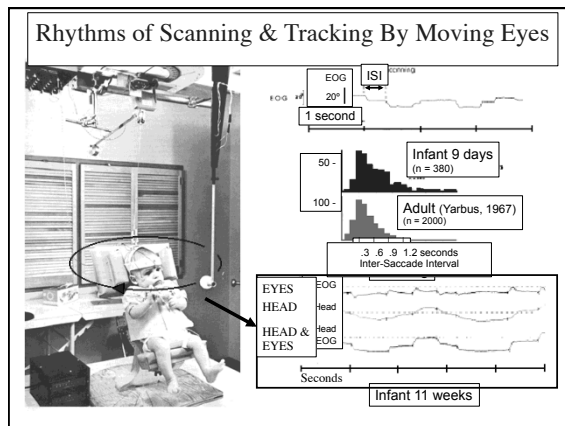 Rhythms of Scanning & Tracking By Moving Eyes
EOG
ISI
EOG
20°
1 second
50 -
Infant 9 days
(n = 380)
100 -
Adult (Yarbus, 1967)
(n = 2000)
.3 .6 .9 1.2 seconds
Inter-Saccade Interval
EYES
EOG
HEAD
Head
HEAD &
Head
EYES
EOG
Seconds
Infant 11 weeks